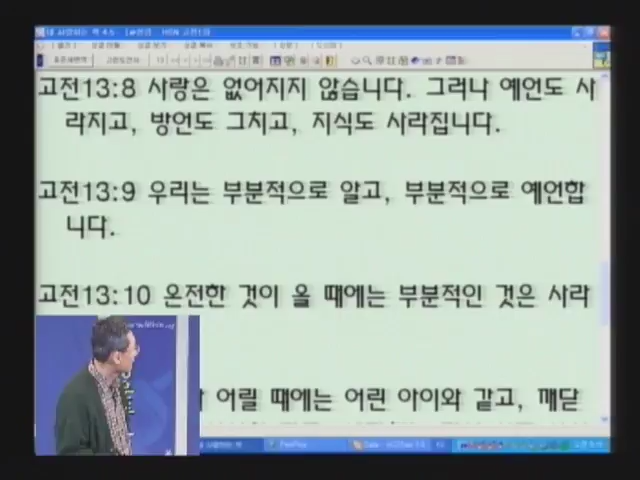 고전13:8 사랑은 없어지지 않습니다. 그러나 예언도 사
라지고, 방언도 그치고, 지식도 사라집니다.
고전13:9 우리는 부분적으로 알고, 부분적으로 예언합
니다.
고전13:10 온전한 것이 올 때에는 부분적인 것은 사라
어릴 때에는 어린 아이와 같고, 깨닫